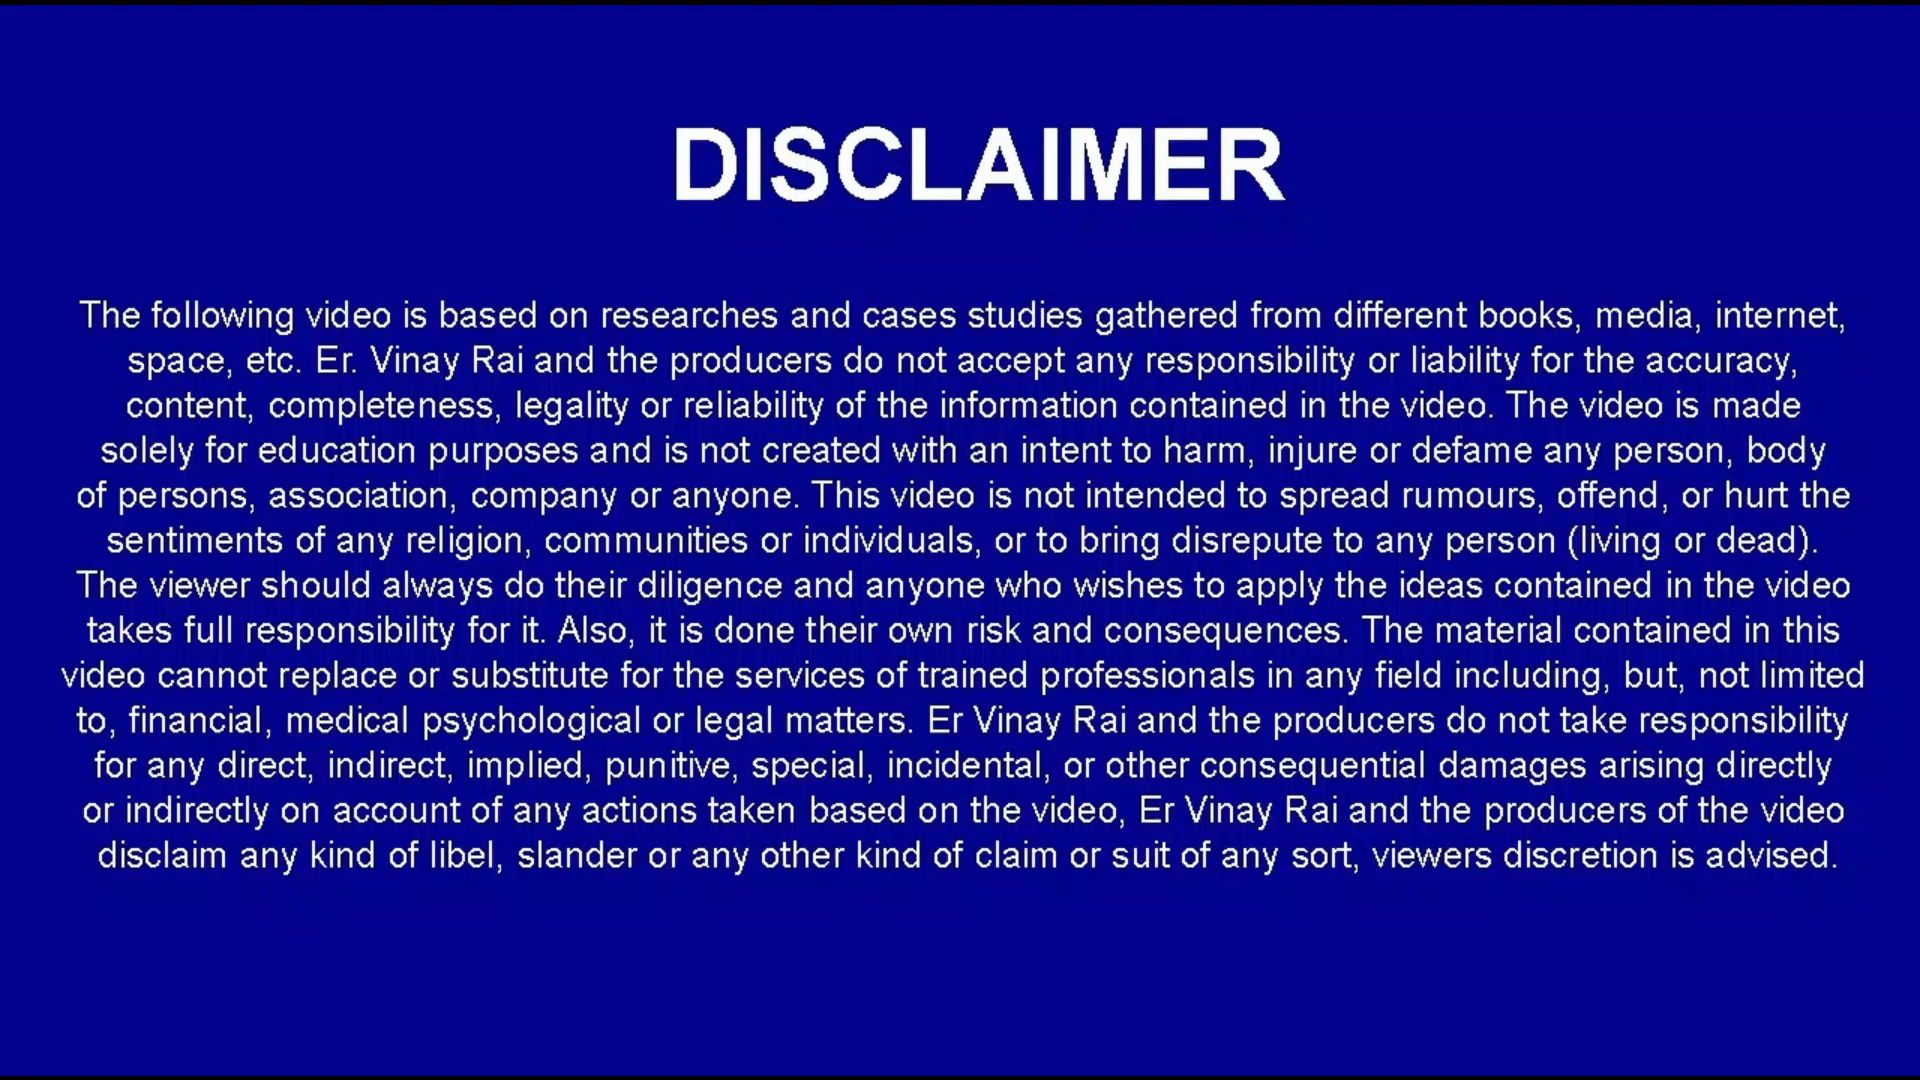 DISCLAIMER
The following video is based on researches and cases studies gathered from different books, media, internet,
space, etc. Er. Vinay Rai and the producers do not accept any responsibility or liability for the accuracy,
content, completeness, legality or reliability of the information contained in the video. The video is made
solely for education purposes and is not created with an intent to harm, injure or defame any person, body
of persons, association, company or anyone. This video is not intended to spread rumours, offend, or hurt the
sentiments of any religion, communities or individuals, or to bring disrepute to any person (living or dead).
The viewer should always do their diligence and anyone who wishes to apply the ideas contained in the video
takes full responsibility for it. Also, it is done their own risk and consequences. The material contained in this
video cannot replace or substitute for the services of trained professionals in any field including, but, not limited
to, financial, medical psychological or legal matters. Er Vinay Rai and the producers do not take responsibility
for any direct, indirect, implied, punitive, special, incidental, or other consequential damages arising directly
or indirectly on account of any actions taken based on the video, Er Vinay Rai and the producers of the video
disclaim any kind of libel, slander or any other kind of claim or suit of any sort, viewers discretion is advised.